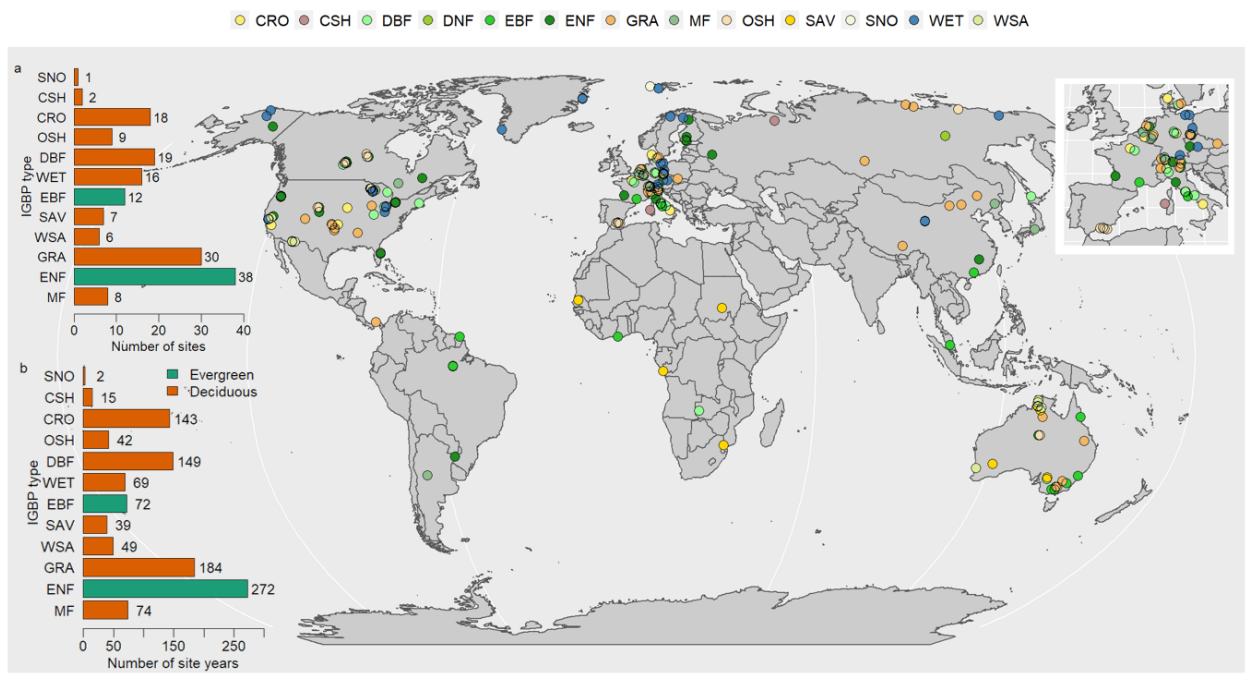 CRO CSH DBF DNF EBF ENF GRA MF OSH SAV SNO WET WSA
a
IGBP type
SNO 1
CSH 2
CRO 18
OSH 9
DBF 19
WET 16
EBF 12
SAV 7
WSA 6
GRA 30
ENF 38
MF 8
0 10 20 30 40
Number of sites
b
Evergreen
Deciduous
IGBP type
SNO 2
CSH 15
CRO 143
OSH 42
DBF 149
WET 69
EBF 72
SAV 39
WSA 49
GRA 184
ENF 272
MF 74
0 50 150 250
Number of site years